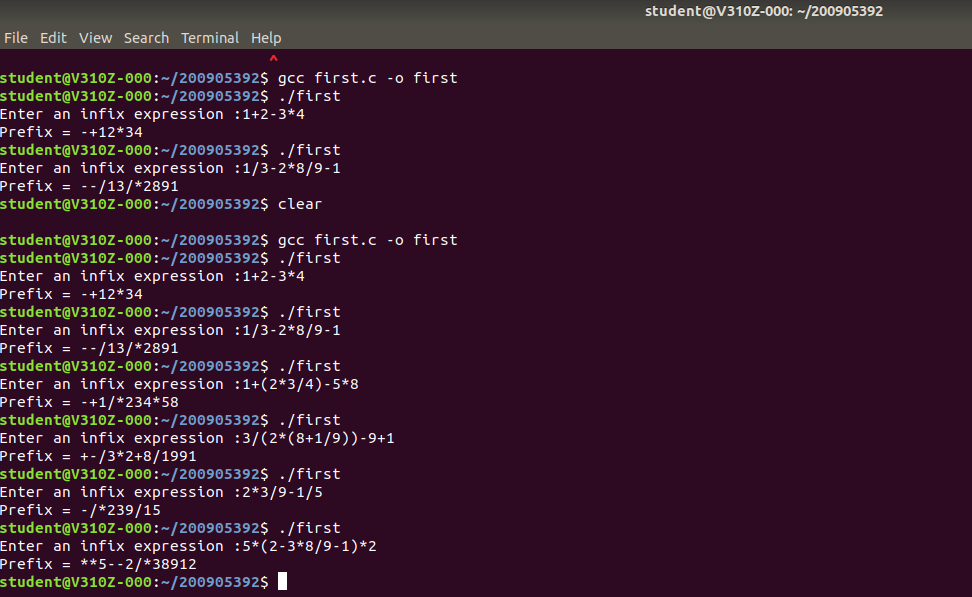 student@V310Z-000: ~/200905392
File Edit View Search Terminal Help
^
student@V310Z-000:~/200905392$ gcc first.c -o first
student@V310Z-000:~/200905392$ ./first
Enter an infix expression :1+2-3*4
Prefix = -+12*34
student@V310Z-000:~/200905392$ ./first
Enter an infix expression :1/3-2*8/9-1
Prefix = --/13/*2891
student@V310Z-000:~/200905392$ clear
student@V310Z-000:~/200905392$ gcc first.c -o first
student@V310Z-000:~/200905392$ ./first
Enter an infix expression :1+2-3*4
Prefix = -+12*34
student@V310Z-000:~/200905392$ ./first
Enter an infix expression :1/3-2*8/9-1
Prefix = --/13/*2891
student@V310Z-000:~/200905392$ ./first
Enter an infix expression :1+(2*3/4)-5*8
Prefix = -+1/*234*58
student@V310Z-000:~/200905392$ ./first
Enter an infix expression :3/(2*(8+1/9))-9+1
Prefix = +-/3*2+8/1991
student@V310Z-000:~/200905392$ ./first
Enter an infix expression :2*3/9-1/5
Prefix = -/*239/15
student@V310Z-000:~/200905392$ ./first
Enter an infix expression :5*(2-3*8/9-1)*2
Prefix = **5--2/*38912
student@V310Z-000:~/200905392$